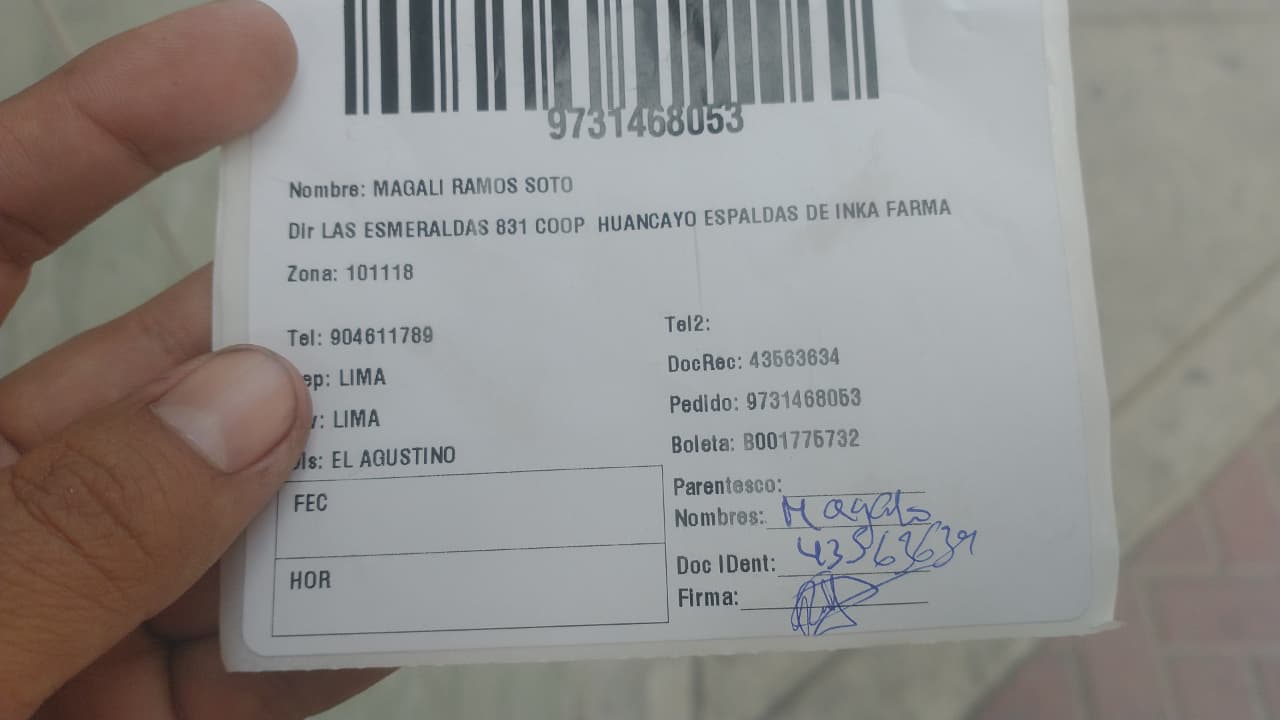 9731468053
Nombre: MAGALI RAMOS SOTO
Dir LAS ESMERALDAS 831 COOP HUANCAYO ESPALDAS DE INKA FARMA
Zona: 101118
Tel: 904611789
Tel2:
ep: LIMA
DocRec: 43563634
v: LIMA
Pedido: 9731468053
is: EL AGUSTINO
Boleta: B001775732
FEC
Parentesco:
Nombres: Magali
HOR
Doc IDent: 43563634
Firma: